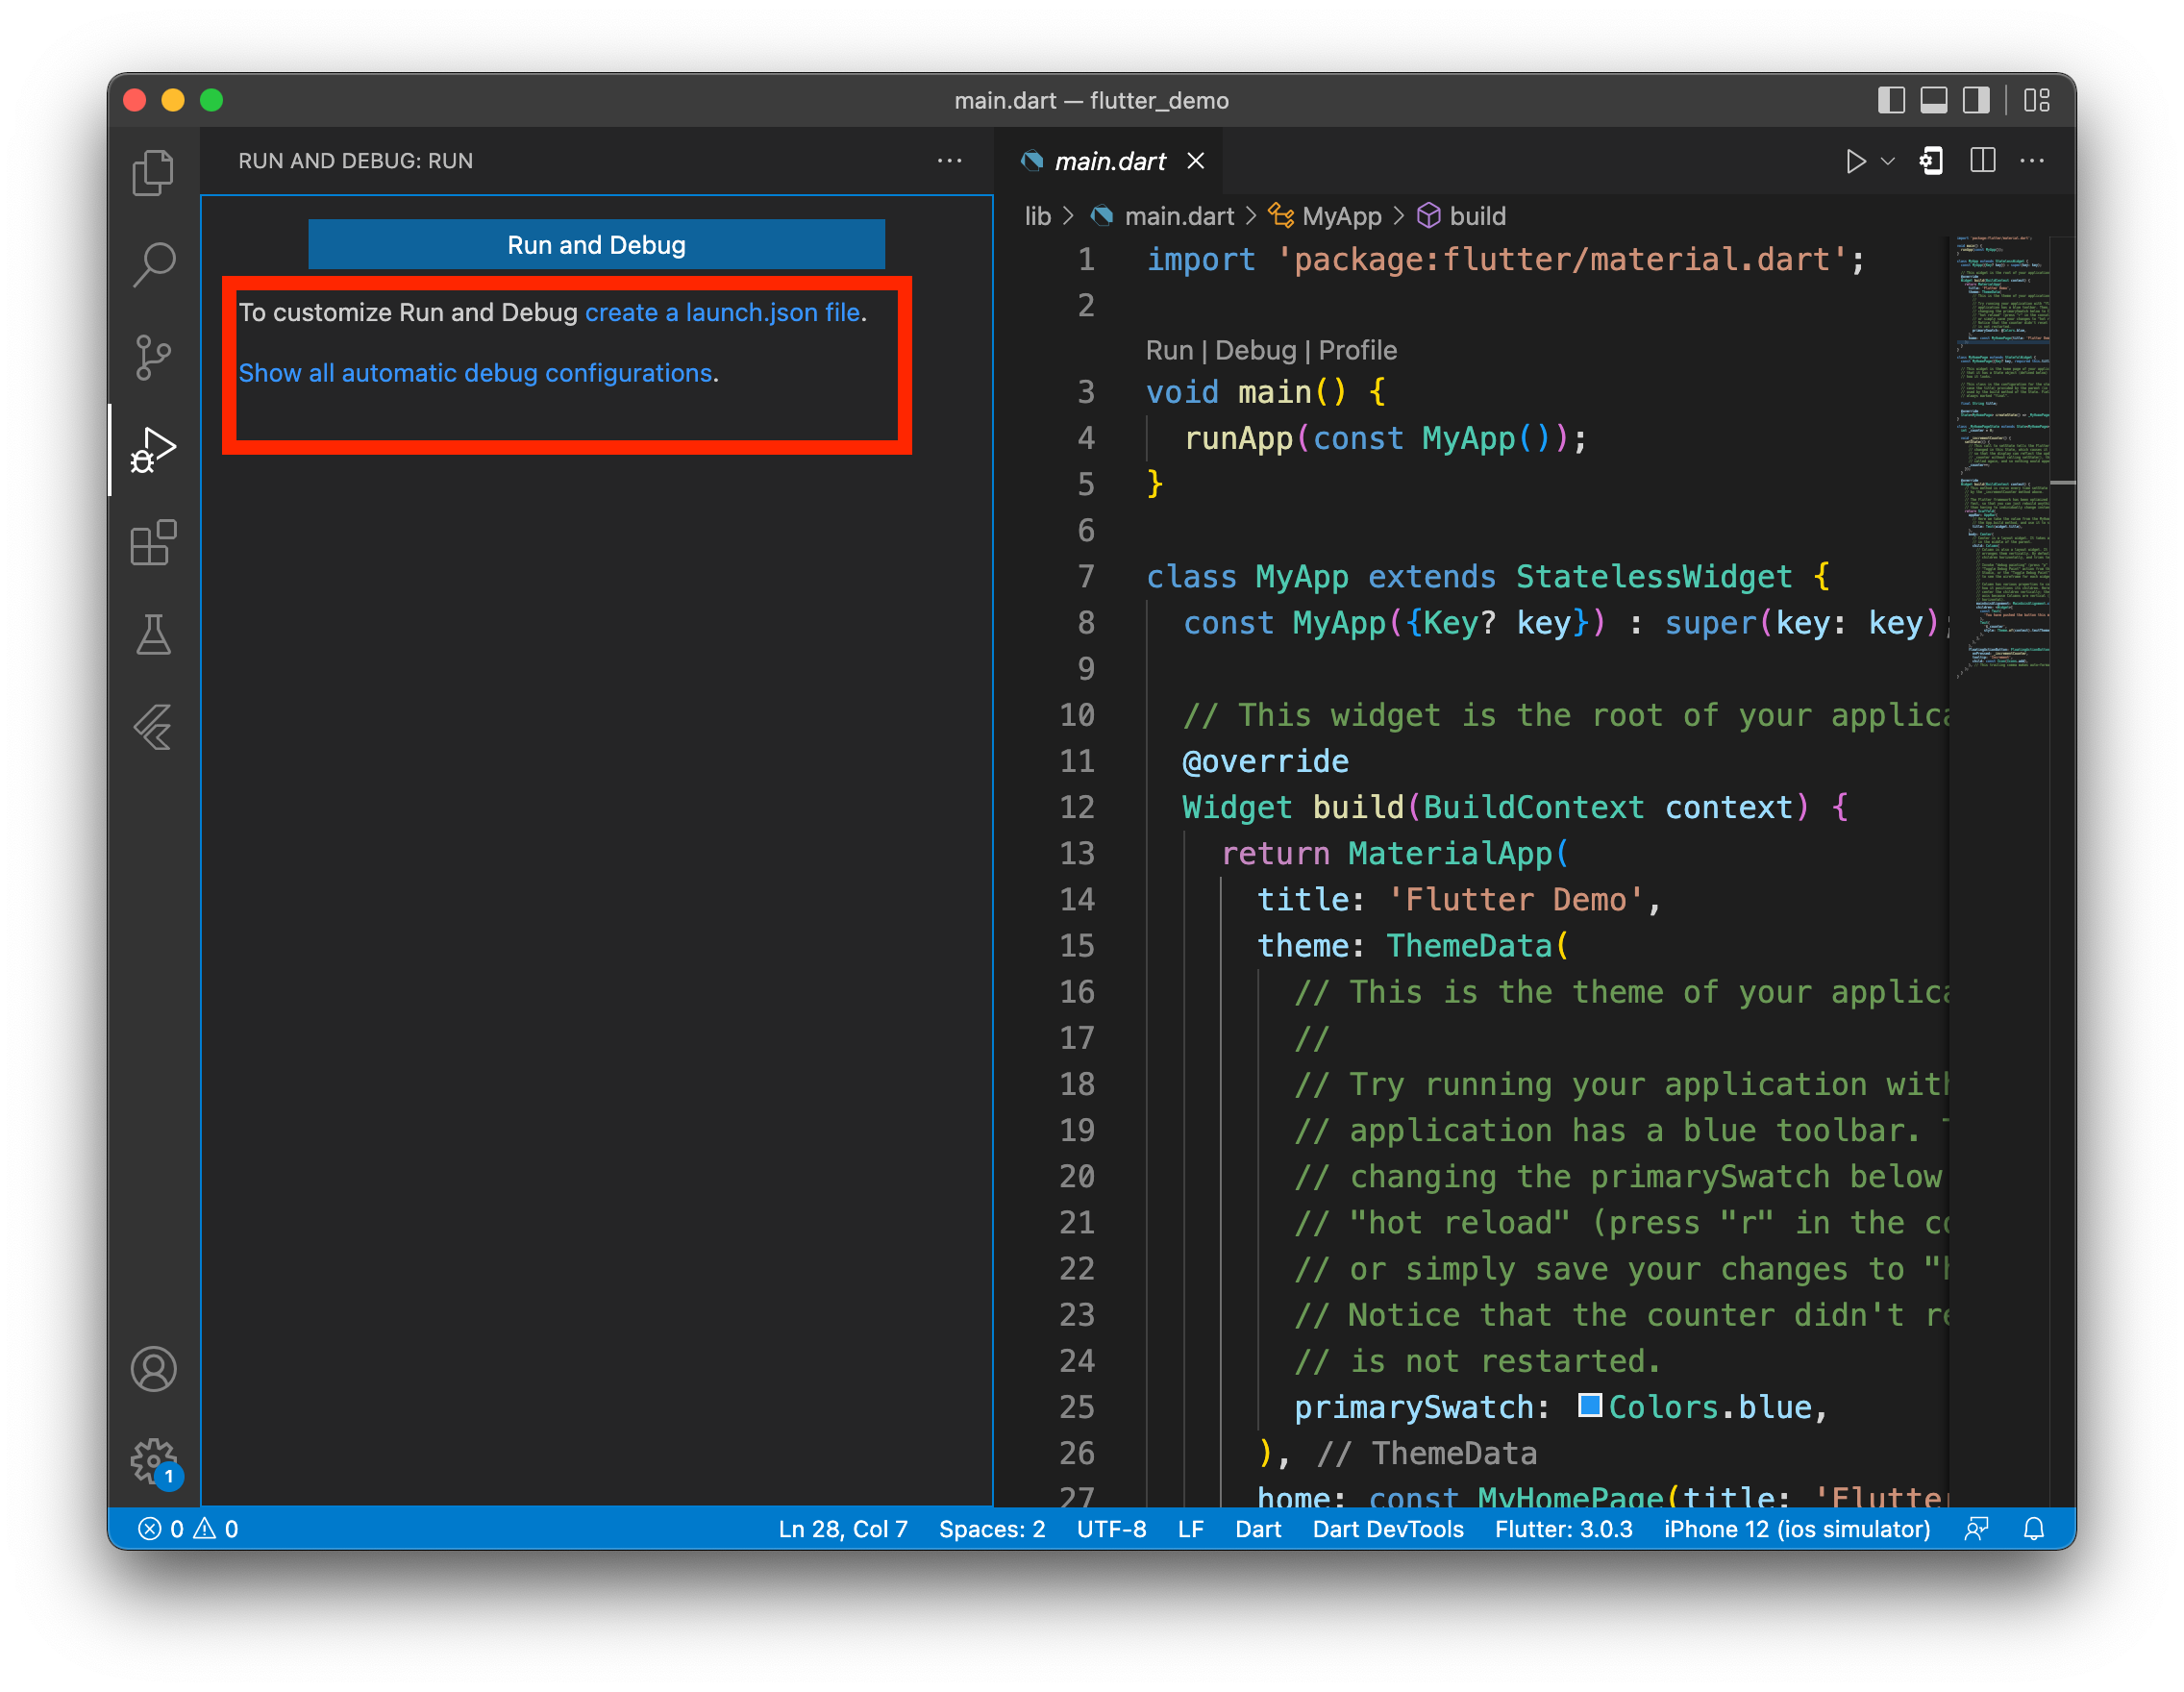 main.dart — flutter_demo
RUN AND DEBUG: RUN
Run and Debug
To customize Run and Debug create a launch.json file.
Show all automatic debug configurations.
main.dart
lib > main.dart > MyApp > build
1 import 'package:flutter/material.dart';
2
Run | Debug | Profile
3 void main() {
4 runApp(const MyApp());
5 }
6
7 class MyApp extends StatelessWidget {
8 const MyApp({Key? key}) : super(key: key);
9
10 // This widget is the root of your applica
11 @override
12 Widget build(BuildContext context) {
13 return MaterialApp(
14 title: 'Flutter Demo',
15 theme: ThemeData(
16 // This is the theme of your applica
17 //
18 // Try running your application with
19 // application has a blue toolbar. T
20 // changing the primarySwatch below
21 // "hot reload" (press "r" in the co
22 // or simply save your changes to "h
23 // Notice that the counter didn't re
24 // is not restarted.
25 primarySwatch: Colors.blue,
26 ), // ThemeData
27 home: const MyHomePage(title: 'Flutter
1
0 0
Ln 28, Col 7 Spaces: 2 UTF-8 LF Dart Dart DevTools Flutter: 3.0.3 iPhone 12 (ios simulator)